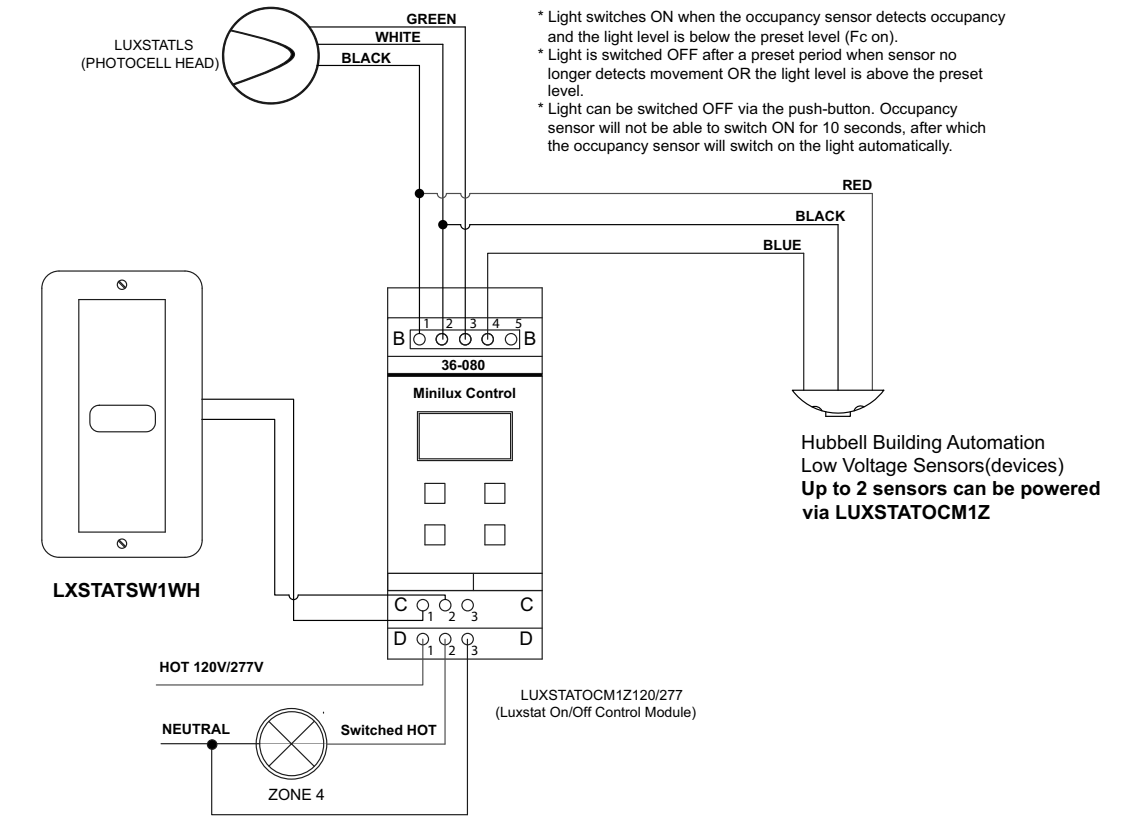 GREEN
WHITE
BLACK
LUXSTATLS
(PHOTOCELL HEAD)
* Light switches ON when the occupancy sensor detects occupancy
and the light level is below the preset level (Fc on).
* Light is switched OFF after a preset period when sensor no
longer detects movement OR the light level is above the preset
level.
* Light can be switched OFF via the push-button. Occupancy
sensor will not be able to switch ON for 10 seconds, after which
the occupancy sensor will switch on the light automatically.
RED
BLACK
BLUE
1 2 3 4 5
B B
36-080
Minilux Control
Hubbell Building Automation
Low Voltage Sensors(devices)
Up to 2 sensors can be powered
via LUXSTATOCM1Z
LXSTATSW1WH
C C
1 2 3
D D
1 2 3
HOT 120V/277V
LUXSTATOCM1Z120/277
(Luxstat On/Off Control Module)
NEUTRAL
Switched HOT
ZONE 4